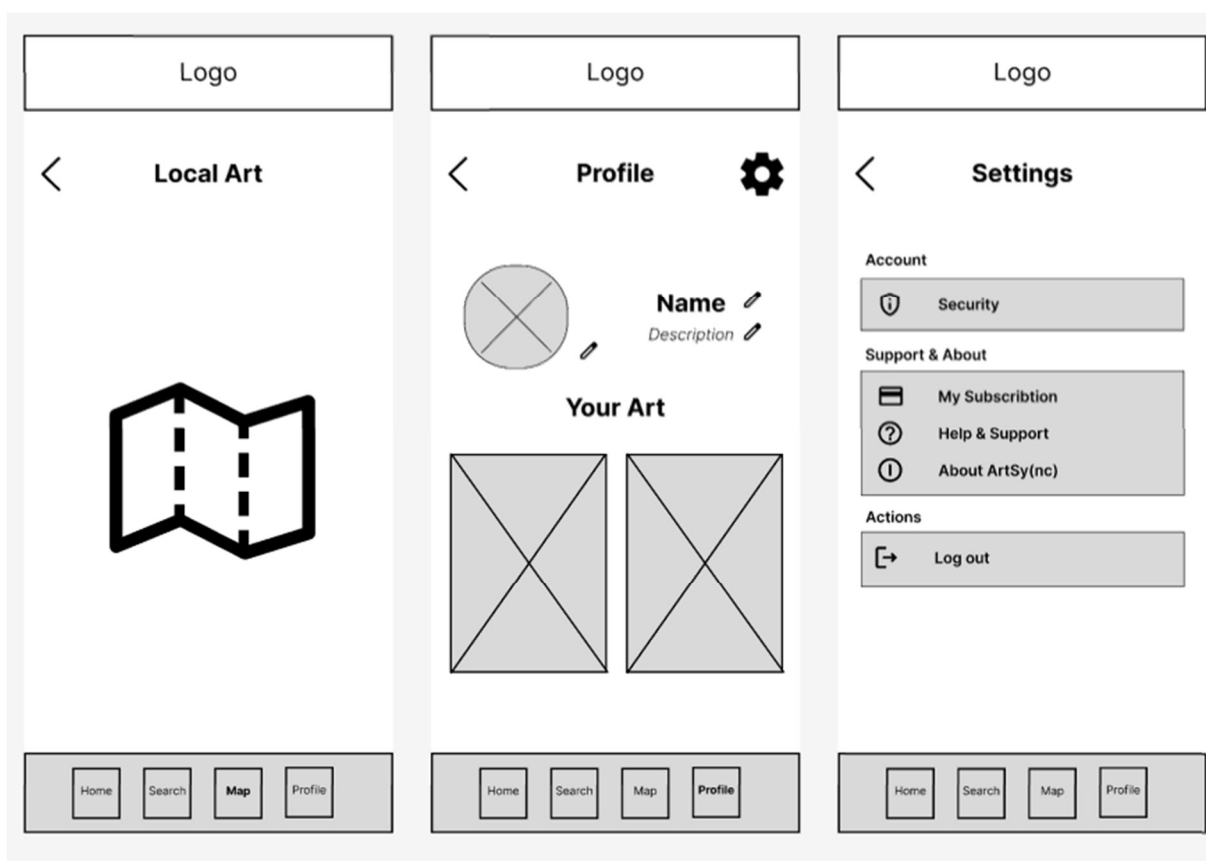 Logo
Local Art
Home Search Map Profile
Logo
Profile
Name
Description
Your Art
Home Search Map Profile
Logo
Settings
Account
Security
Support & About
My Subscribtion
Help & Support
About ArtSy(nc)
Actions
Log out
Home Search Map Profile